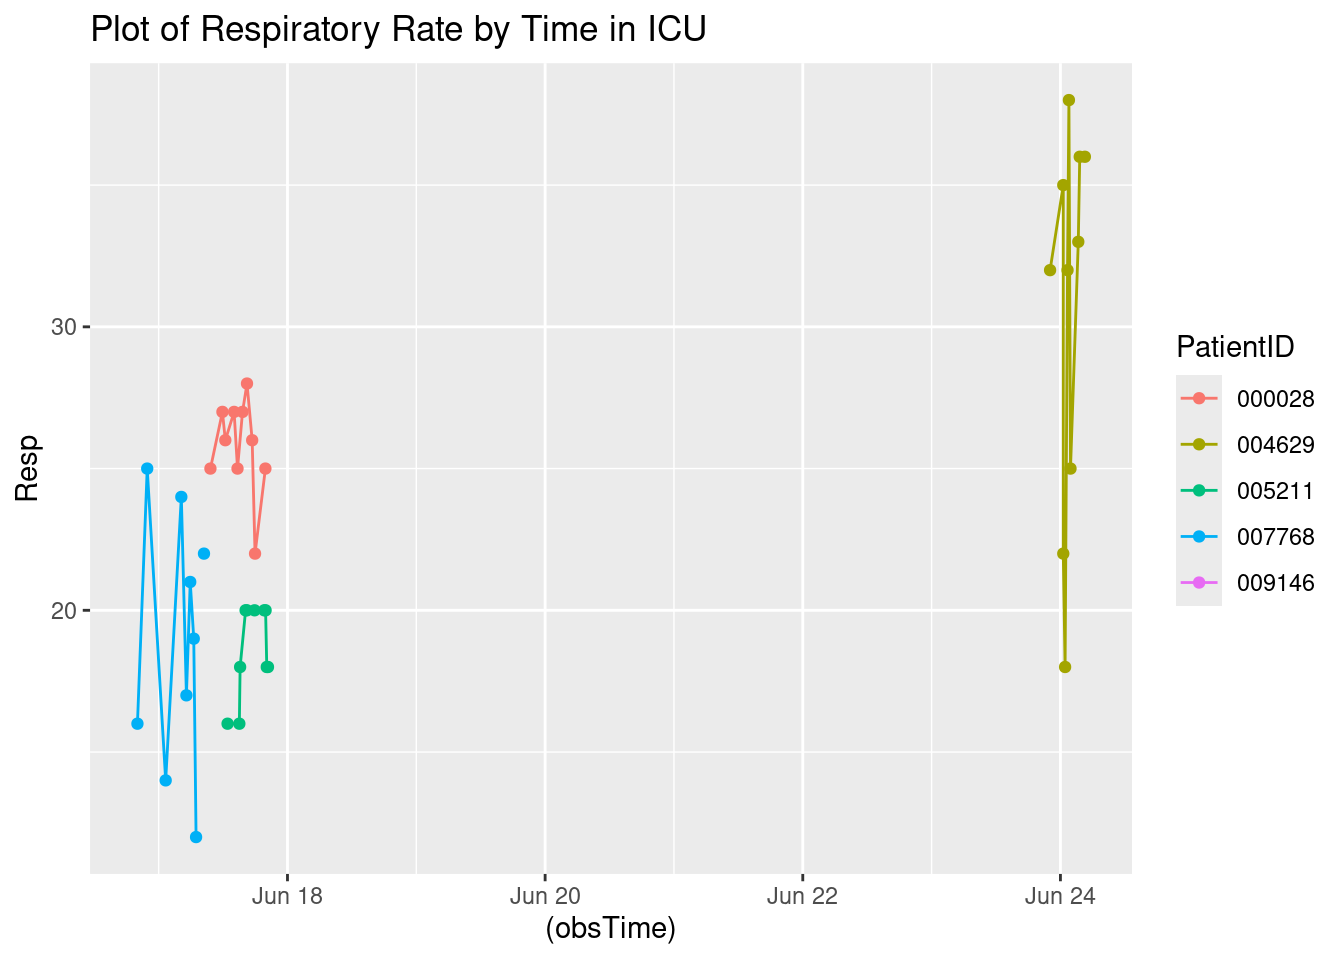 Plot of Respiratory Rate by Time in ICU
Resp
30
20
Jun 18
Jun 20
Jun 22
Jun 24
(obsTime)
PatientID
000028
004629
005211
007768
009146